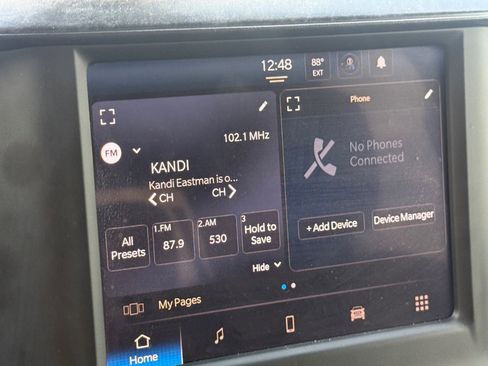 12:48
88°
EXT
102.1 MHz
FM
KANDI
Kandi Eastman is o...
CH
CH
All
Presets
1.FM
87.9
2.AM
530
3
Hold to
Save
Hide
Phone
No Phones
Connected
+ Add Device
Device Manager
My Pages
Home